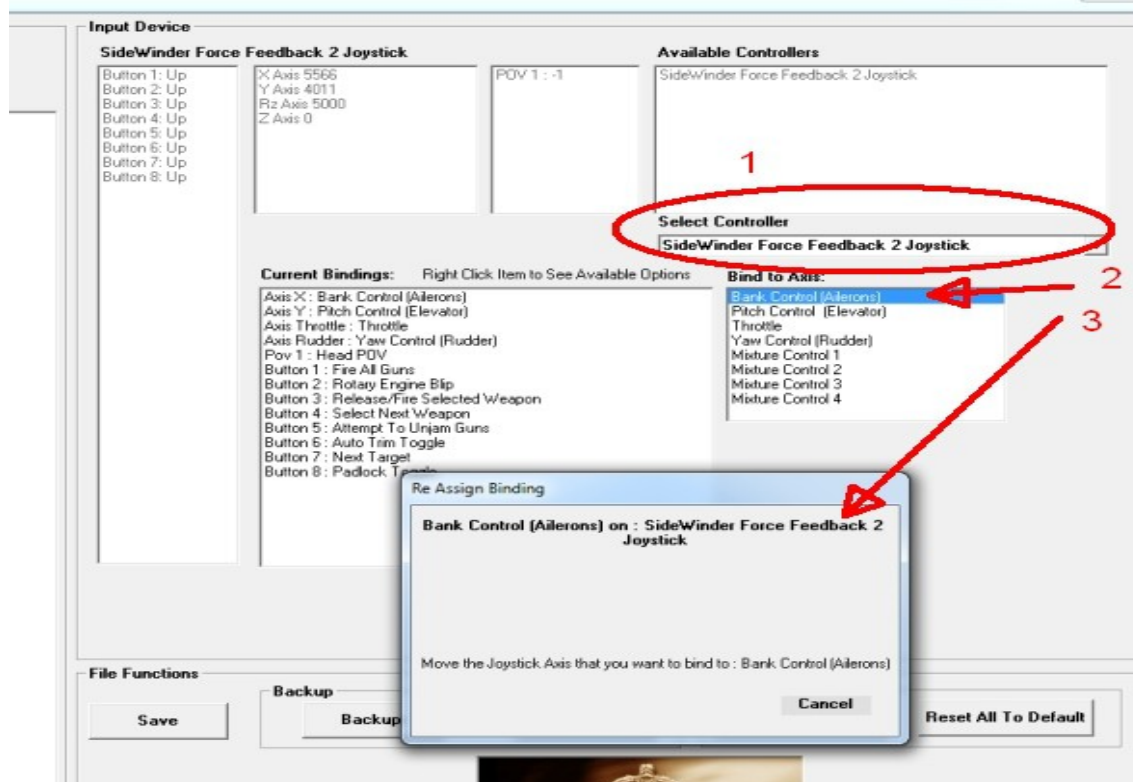 Input Device
SideWinder Force Feedback 2 Joystick
Button 1: Up
Button 2: Up
Button 3: Up
Button 4: Up
Button 5: Up
Button 6: Up
Button 7: Up
Button 8: Up
X Axis 5566
Y Axis 4011
Rz Axis 5000
Z Axis 0
POV 1 : -1
Available Controllers
SideWinder Force Feedback 2 Joystick
1
Select Controller
SideWinder Force Feedback 2 Joystick
Current Bindings: Right Click Item to See Available Options
Axis X : Bank Control (Ailerons)
Axis Y : Pitch Control (Elevator)
Axis Throttle : Throttle
Axis Rudder : Yaw Control (Rudder)
Pov 1 : Head POV
Button 1 : Fire All Guns
Button 2 : Rotary Engine Blip
Button 3 : Release/Fire Selected Weapon
Button 4 : Select Next Weapon
Button 5 : Attempt To Unjam Guns
Button 6 : Auto Trim Toggle
Button 7 : Next Target
Button 8 : Padlock Toggle
Bind to Axis:
Bank Control (Ailerons)
Pitch Control (Elevator)
Throttle
Yaw Control (Rudder)
Mixture Control 1
Mixture Control 2
Mixture Control 3
Mixture Control 4
2
3
Re Assign Binding
Bank Control (Ailerons) on : SideWinder Force Feedback 2
Joystick
Move the Joystick Axis that you want to bind to : Bank Control (Ailerons)
Cancel
File Functions
Save
Backup
Backup
Reset All To Default